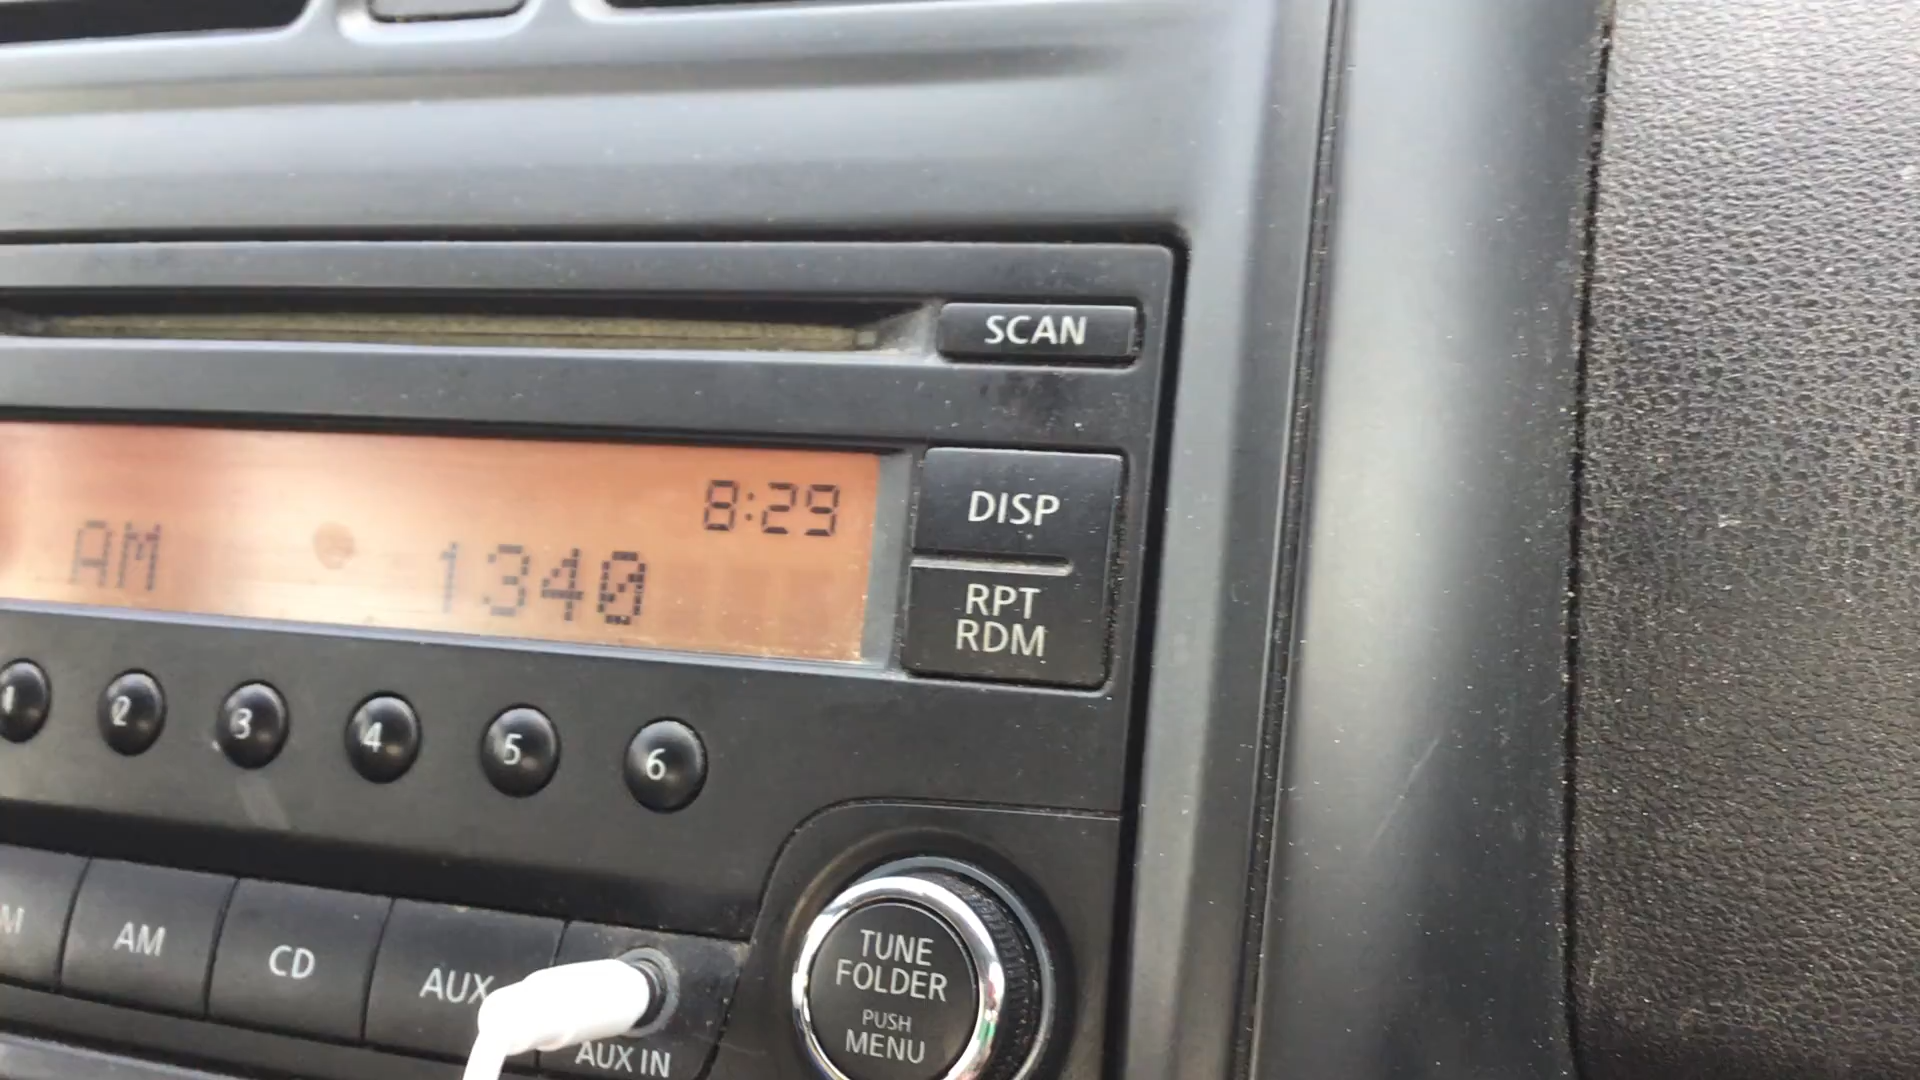 SCAN
8:29
DISP
AM 1340
RPT
RDM
1 2 3 4 5 6
AM
CD
AUX
TUNE
FOLDER
PUSH
MENU
AUX IN